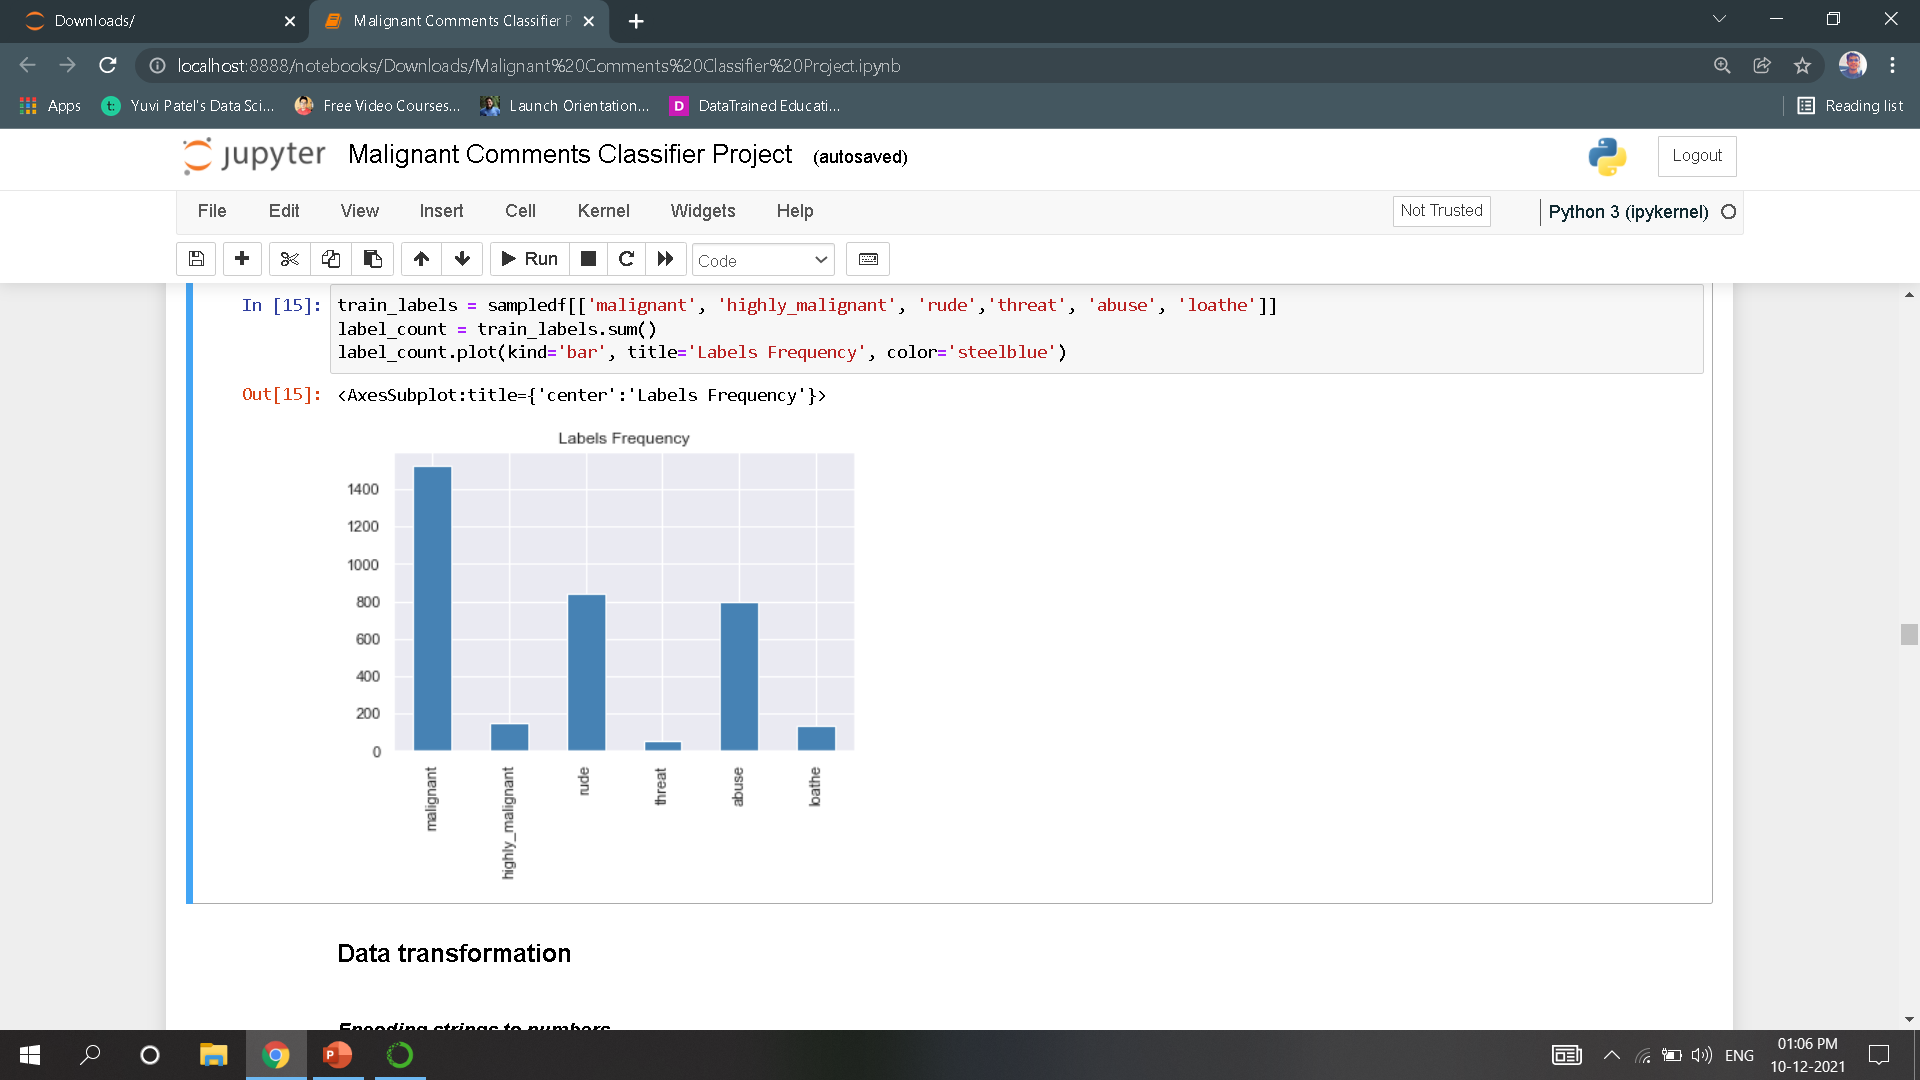 Downloads/
Malignant Comments Classifier P
localhost:8888/notebooks/Downloads/Malignant%20Comments%20Classifier%20Project.ipynb
Apps
t:
Yuvi Patel's Data Sci...
Free Video Courses...
Launch Orientation...
D
DataTrained Educati...
Reading list
jupyter
Malignant Comments Classifier Project (autosaved)
Logout
File Edit View Insert Cell Kernel Widgets Help
Not Trusted
Python 3 (ipykernel)
Run
Code
In [15]:
train_labels = sampledf[['malignant', 'highly_malignant', 'rude','threat', 'abuse', 'loathe']]
label_count = train_labels.sum()
label_count.plot(kind='bar', title='Labels Frequency', color='steelblue')
Out[15]:
<AxesSubplot:title={'center':'Labels Frequency'}>
Labels Frequency
1400
1200
1000
800
600
400
200
0
malignant
highly_malignant
rude
threat
abuse
loathe
Data transformation
Encoding strings to numbers
P
ENG
01:06 PM
10-12-2021